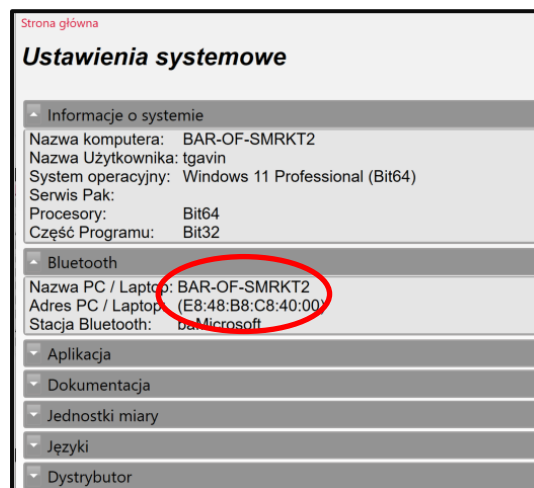 Strona główna
Ustawienia systemowe
Informacje o systemie
Nazwa komputera: BAR-OF-SMRKT2
Nazwa Użytkownika: tgavin
System operacyjny: Windows 11 Professional (Bit64)
Serwis Pak:
Procesory: Bit64
Część Programu: Bit32
Bluetooth
Nazwa PC / Laptop: BAR-OF-SMRKT2
Adres PC / Laptop: (E8:48:B8:C8:40:00)
Stacja Bluetooth: baMicrosoft
Aplikacja
Dokumentacja
Jednostki miary
Języki
Dystrybutor